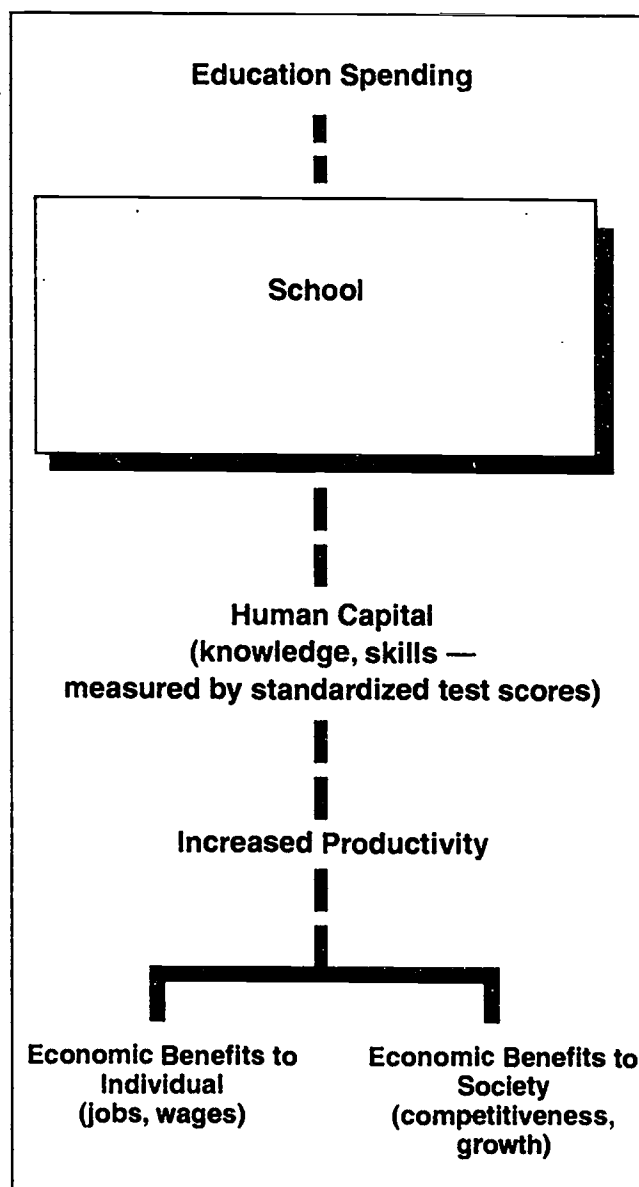 Education Spending
School
Human Capital
(knowledge, skills —
measured by standardized test scores)
Increased Productivity
Economic Benefits to
Individual
(jobs, wages)
Economic Benefits to
Society
(competitiveness,
growth)